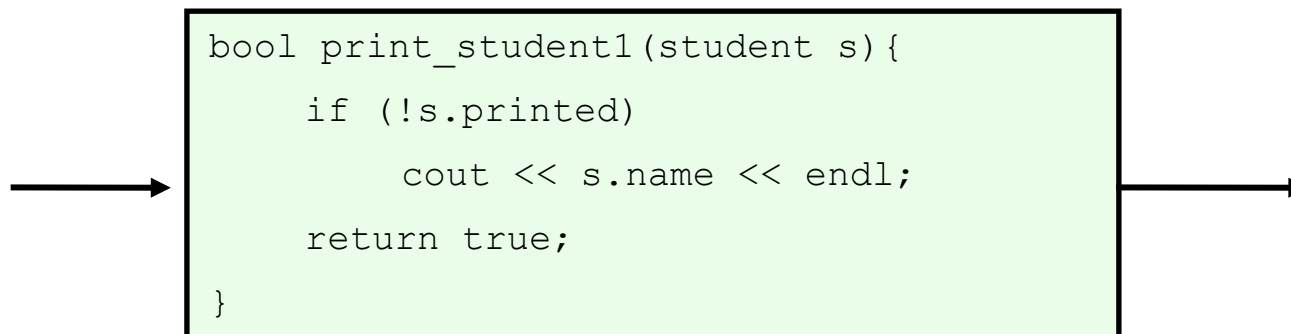 bool print_student1(student s){
if (!s.printed)
cout << s.name << endl;
return true;
}